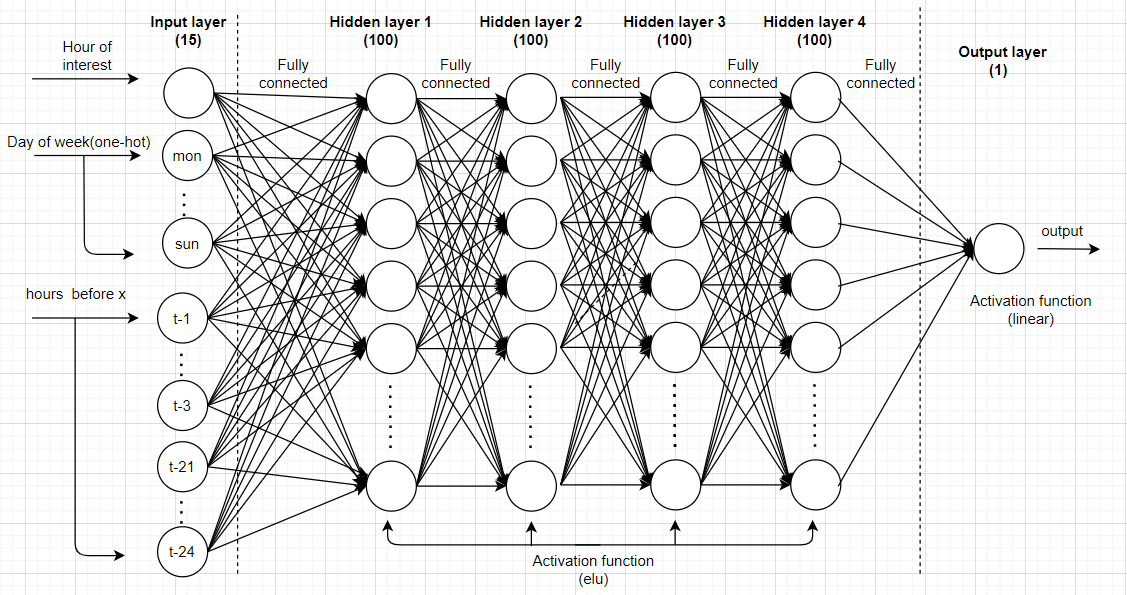 Input layer
(15)
Hidden layer 1
(100)
Hidden layer 2
(100)
Hidden layer 3
(100)
Hidden layer 4
(100)
Output layer
(1)
Hour of
interest
Fully
connected
Fully
connected
Fully
connected
Fully
connected
Fully
connected
Day of week(one-hot)
mon
sun
hours before x
t-1
t-3
t-21
t-24
output
Activation function
(linear)
Activation function
(elu)